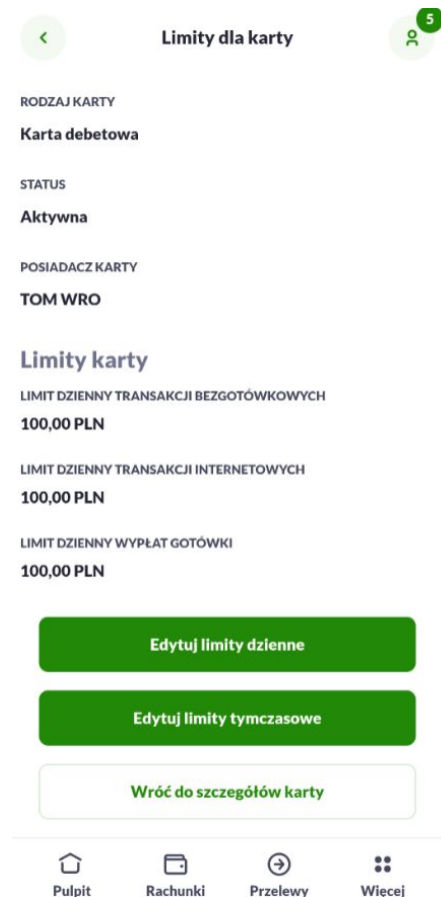 5
Limity dla karty
RODZAJ KARTY
Karta debetowa
STATUS
Aktywna
POSIADACZ KARTY
TOM WRO
Limity karty
LIMIT DZIENNY TRANSAKCJI BEZGOTÓWKOWYCH
100,00 PLN
LIMIT DZIENNY TRANSAKCJI INTERNETOWYCH
100,00 PLN
LIMIT DZIENNY WYPŁAT GOTÓWKI
100,00 PLN
Edytuj limity dzienne
Edytuj limity tymczasowe
Wróć do szczegółów karty
Pulpit Rachunki Przelewy Więcej